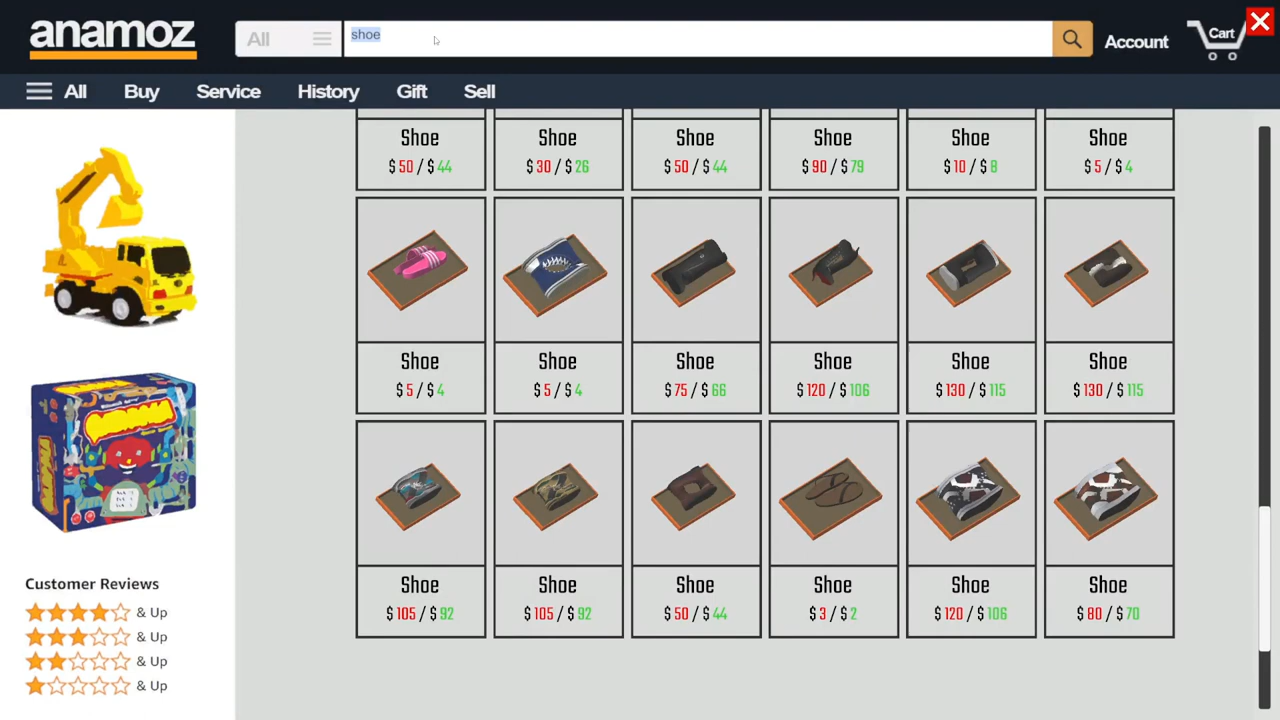 anamoz
All
shoe
Account
Cart
All Buy Service History Gift Sell
Shoe Shoe Shoe Shoe Shoe Shoe
$ 50 / $ 44 $ 30 / $ 26 $ 50 / $ 44 $ 90 / $ 79 $ 10 / $ 8 $ 5 / $ 4
Shoe Shoe Shoe Shoe Shoe Shoe
$ 5 / $ 4 $ 5 / $ 4 $ 75 / $ 66 $ 120 / $ 106 $ 130 / $ 115 $ 130 / $ 115
Shoe Shoe Shoe Shoe Shoe Shoe
$ 105 / $ 92 $ 105 / $ 92 $ 50 / $ 44 $ 3 / $ 2 $ 120 / $ 106 $ 80 / $ 70
Customer Reviews
& Up
& Up
& Up
& Up